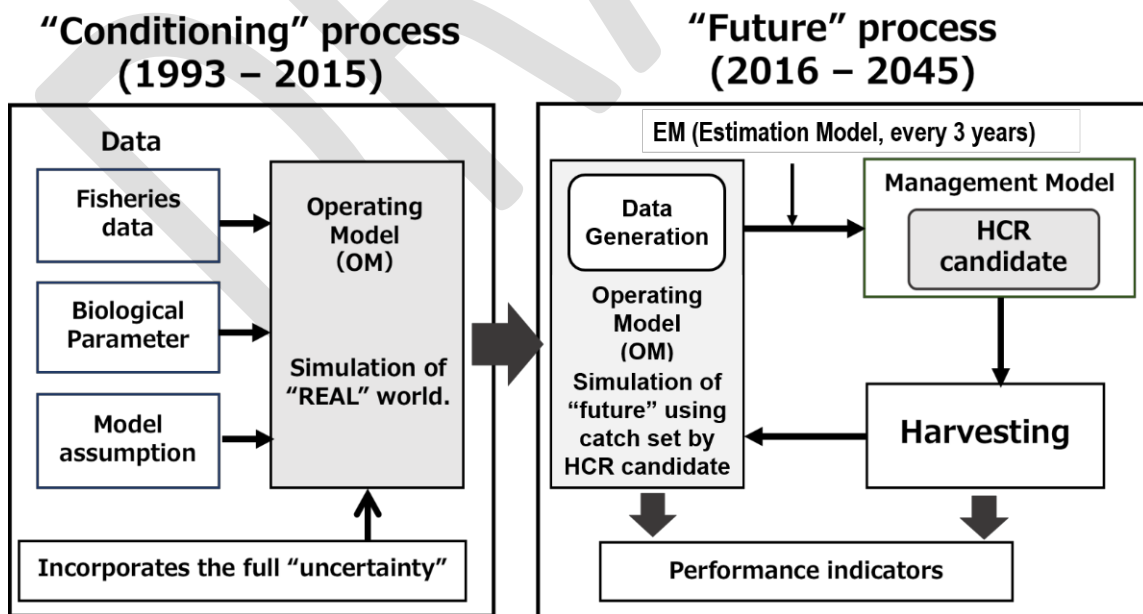 “Conditioning” process
(1993 – 2015)
Data
Fisheries
data
Biological
Parameter
Model
assumption
Operating
Model
(OM)
Simulation of
“REAL” world.
Incorporates the full “uncertainty”
“Future” process
(2016 – 2045)
EM (Estimation Model, every 3 years)
Data
Generation
Operating
Model
(OM)
Simulation of
“future” using
catch set by
HCR candidate
Management Model
HCR
candidate
Harvesting
Performance indicators